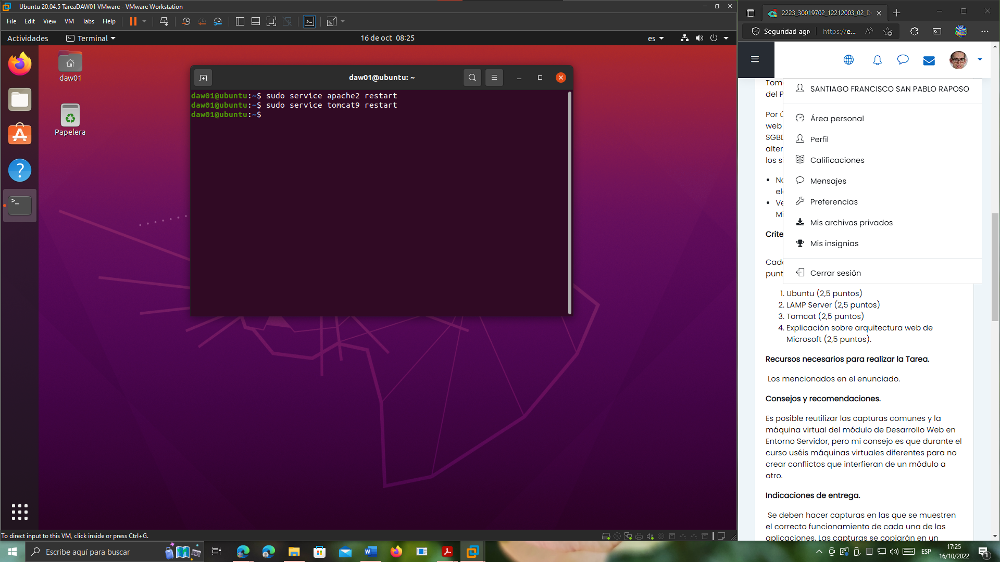 Ubuntu 20.04.5 TareaDAW01 VMware - VMware Workstation
File Edit View VM Tabs Help
Actividades
Terminal
16 de oct 08:25
es
daw01
Papelera
daw01@ubuntu: ~
daw01@ubuntu:~$ sudo service apache2 restart
daw01@ubuntu:~$ sudo service tomcat9 restart
daw01@ubuntu:~$
To direct input to this VM, click inside or press Ctrl+G.
2223_30019702_12212003_02_D
Seguridad agre
https://e...
Tom
del P
Por ú
web
SGBD
alter
los si
No
ele
Ve
Mi
Crite
Cada
punt
SANTIAGO FRANCISCO SAN PABLO RAPOSO
Área personal
Perfil
Calificaciones
Mensajes
Preferencias
Mis archivos privados
Mis insignias
Cerrar sesión
1. Ubuntu (2,5 puntos)
2. LAMP Server (2,5 puntos)
3. Tomcat (2,5 puntos)
4. Explicación sobre arquitectura web de
Microsoft (2,5 puntos).
Recursos necesarios para realizar la Tarea.
Los mencionados en el enunciado.
Consejos y recomendaciones.
Es posible reutilizar las capturas comunes y la
máquina virtual del módulo de Desarrollo Web en
Entorno Servidor, pero mi consejo es que durante el
curso uséis máquinas virtuales diferentes para no
crear conflictos que interfieran de un módulo a
otro.
Indicaciones de entrega.
Se deben hacer capturas en las que se muestren
el correcto funcionamiento de cada una de las
aplicaciones. Las capturas se copiarán en un
Escribe aquí para buscar
ESP
17:25
16/10/2022
1